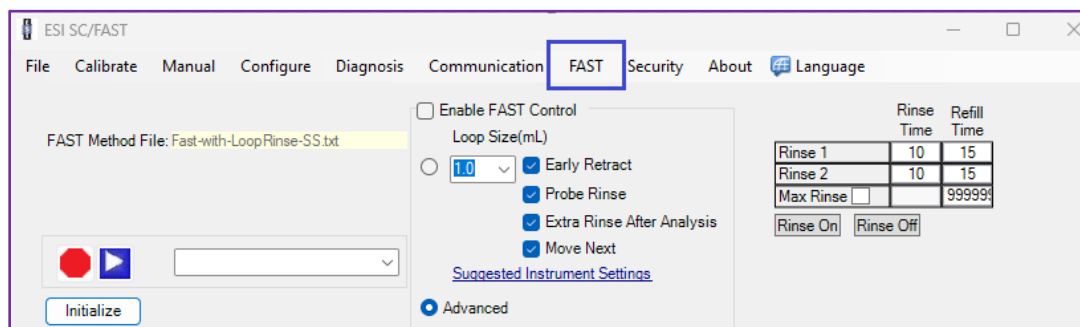 ESI SC/FAST
File Calibrate Manual Configure Diagnosis Communication FAST Security About Language
FAST Method File: Fast-with-LoopRinse-SS.txt
Enable FAST Control
Loop Size(mL)
1.0
Early Retract
Probe Rinse
Extra Rinse After Analysis
Move Next
Suggested Instrument Settings
Advanced
Initialize
Rinse Time Refill Time
Rinse 1 10 15
Rinse 2 10 15
Max Rinse 999999
Rinse On Rinse Off